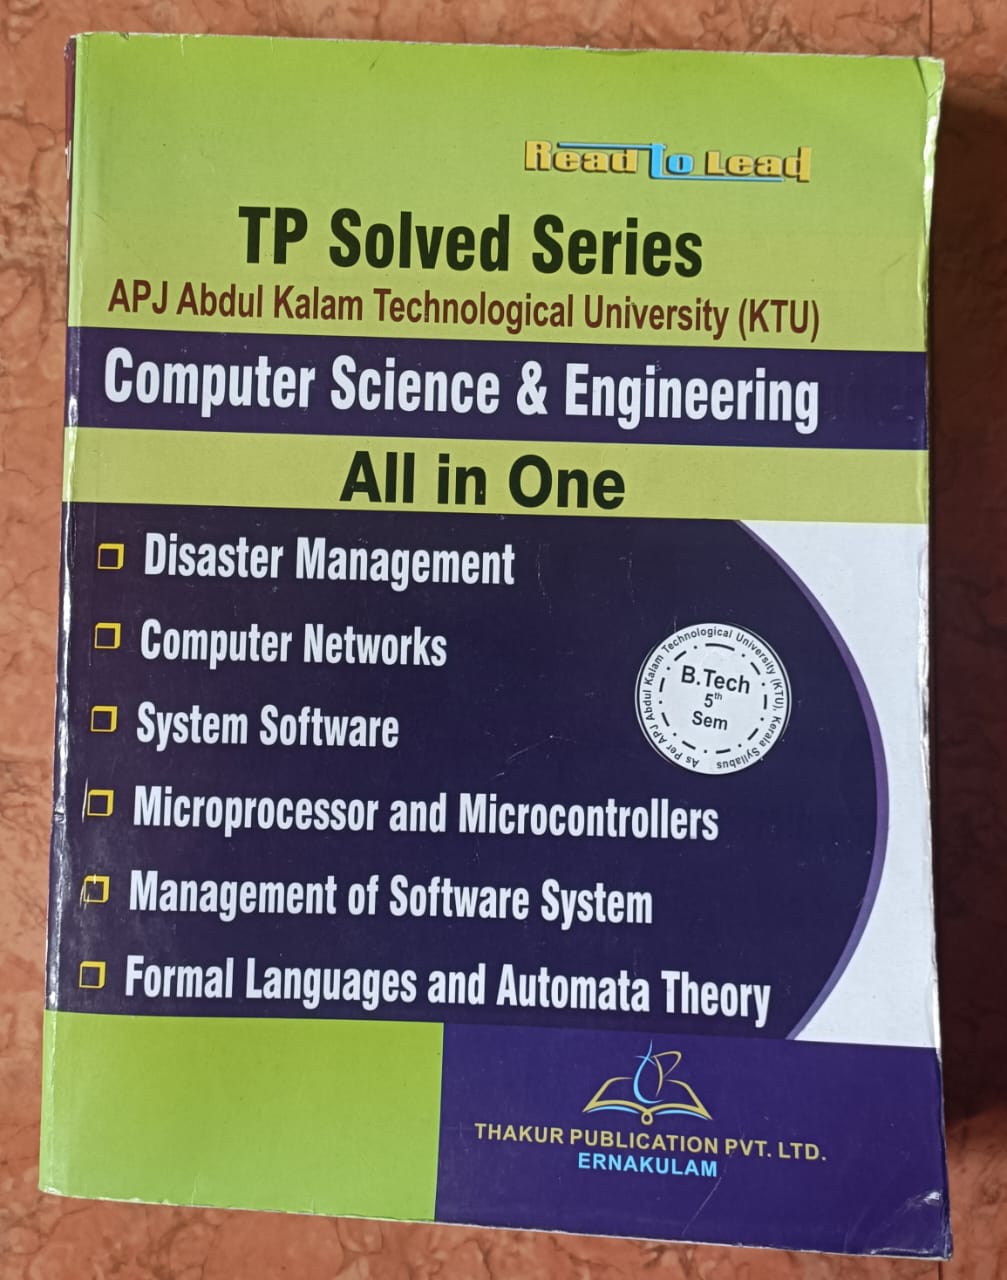 Read to Lead
TP Solved Series
APJ Abdul Kalam Technological University (KTU)
Computer Science & Engineering
All in One
Disaster Management
Computer Networks
System Software
Microprocessor and Microcontrollers
Management of Software System
Formal Languages and Automata Theory
As Per APJ Abdul Kalam Technological University (KTU), Kerala Syllabus
B.Tech
5th
Sem
THAKUR PUBLICATION PVT. LTD.
ERNAKULAM